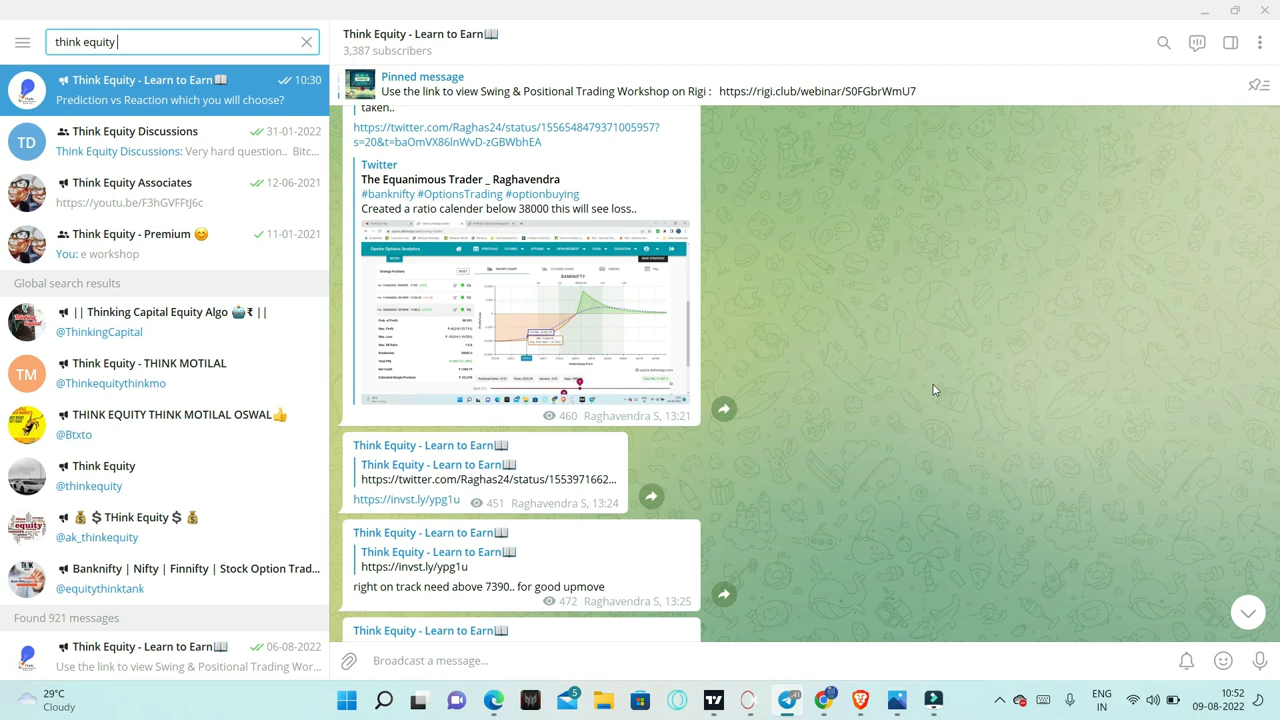 think equity
Think Equity - Learn to Earn📖
10:30
Prediction vs Reaction which you will choose?
TD
Think Equity Discussions
31-01-2022
Think Equity Discussions: Very hard question.. Bitc...
Think Equity Associates
12-06-2021
https://youtu.be/F3hGVFFtJ6c
Think Equity - Premium
11-01-2021
Your workshop
Global search results
|| Thinking Cardinal Equity Algo 🤖₹ ||
@ThinkingCardinal
TM
Think Equity - THINK MOTILAL
@Thinkequitythinkmo
THINK EQUITY THINK MOTILAL OSWAL👍
@Btxto
Think Equity
@thinkequity
💰 $ THink Equity $ 💰
@ak_thinkequity
Banknifty | Nifty | Finnifty | Stock Option Trad...
@equitythinktank
Found 921 messages
Think Equity - Learn to Earn📖
06-08-2022
Use the link to view Swing & Positional Trading Wor...
Think Equity - Learn to Earn📖
3,387 subscribers
Pinned message
Use the link to view Swing & Positional Trading Workshop on Rigi : https://rigi.club/webinar/S0FGbrWmU7
taken..
https://twitter.com/Raghas24/status/1556548479371005957?
s=20&t=baOmVX86lnWvD-zGBWbhEA
Twitter
The Equanimous Trader _ Raghavendra
#banknifty #OptionsTrading #optionbuying
Created a ratio calender below 38000 this will see loss..
Opstra Options Analytics
BANKNIFTY
460 Raghavendra S, 13:21
Think Equity - Learn to Earn📖
Think Equity - Learn to Earn📖
https://twitter.com/Raghas24/status/1553971662...
https://invst.ly/ypg1u
451 Raghavendra S, 13:24
Think Equity - Learn to Earn📖
Think Equity - Learn to Earn📖
https://invst.ly/ypg1u
right on track need above 7390.. for good upmove
472 Raghavendra S, 13:25
Think Equity - Learn to Earn📖
Broadcast a message...
29°C
Cloudy
5
ENG
IN
10:32
09-08-2022